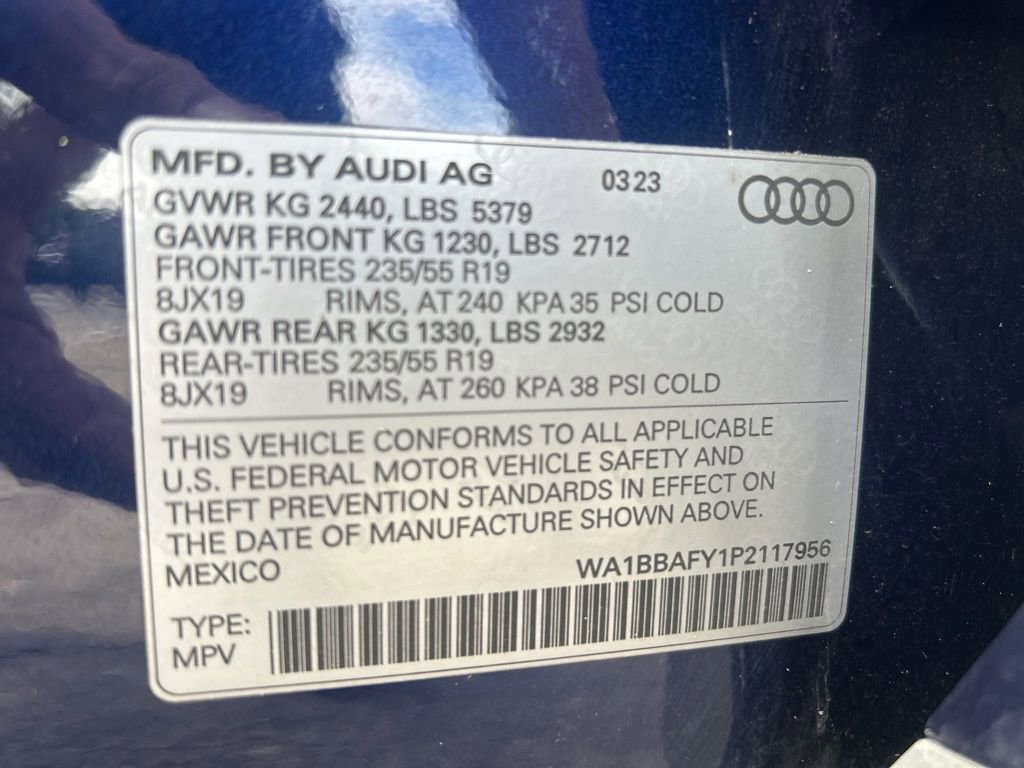 MFD. BY AUDI AG 0323
GVWR KG 2440, LBS 5379
GAWR FRONT KG 1230, LBS 2712
FRONT-TIRES 235/55 R19
8JX19 RIMS, AT 240 KPA 35 PSI COLD
GAWR REAR KG 1330, LBS 2932
REAR-TIRES 235/55 R19
8JX19 RIMS, AT 260 KPA 38 PSI COLD
THIS VEHICLE CONFORMS TO ALL APPLICABLE
U.S. FEDERAL MOTOR VEHICLE SAFETY AND
THEFT PREVENTION STANDARDS IN EFFECT ON
THE DATE OF MANUFACTURE SHOWN ABOVE.
MEXICO WA1BBAFY1P2117956
TYPE:
MPV